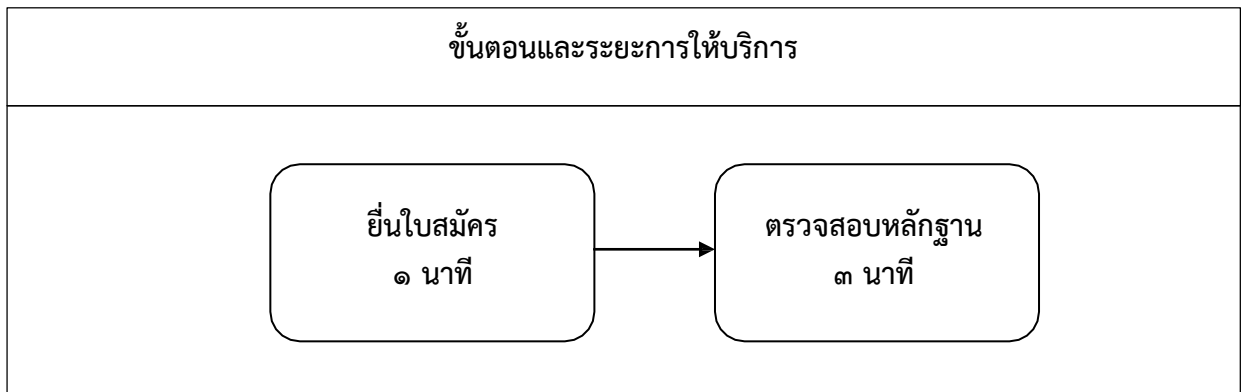 ขั้นตอนและระยะการให้บริการ
ยื่นใบสมัคร
๑ นาที
ตรวจสอบหลักฐาน
๓ นาที